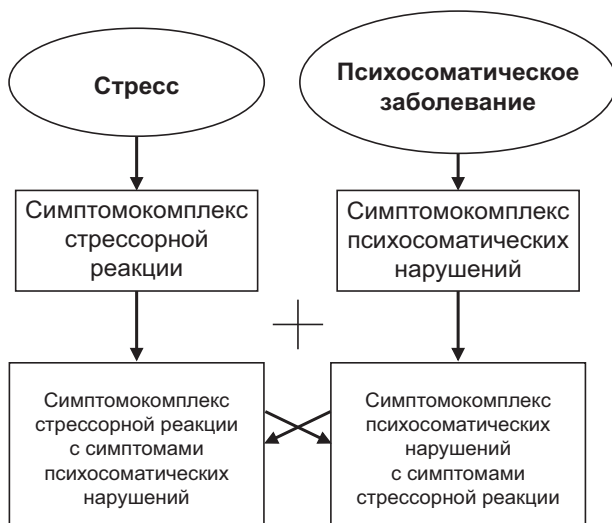 Стресс
Психосоматическое
заболевание
Симптомокомплекс
стрессорной
реакции
Симптомокомплекс
психосоматических
нарушений
Симптомокомплекс
стрессорной реакции
с симптомами
психосоматических
нарушений
Симптомокомплекс
психосоматических
нарушений
с симптомами
стрессорной реакции